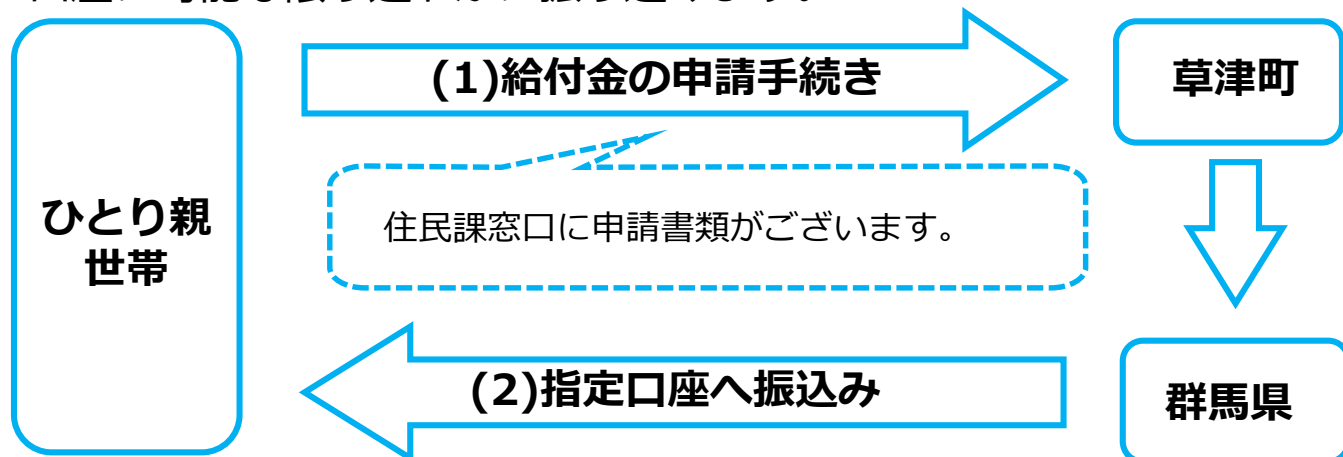 (1)給付金の申請手続き
草津町
ひとり親
世帯
住民課窓口に申請書類がございます。
(2)指定口座へ振込み
群馬県